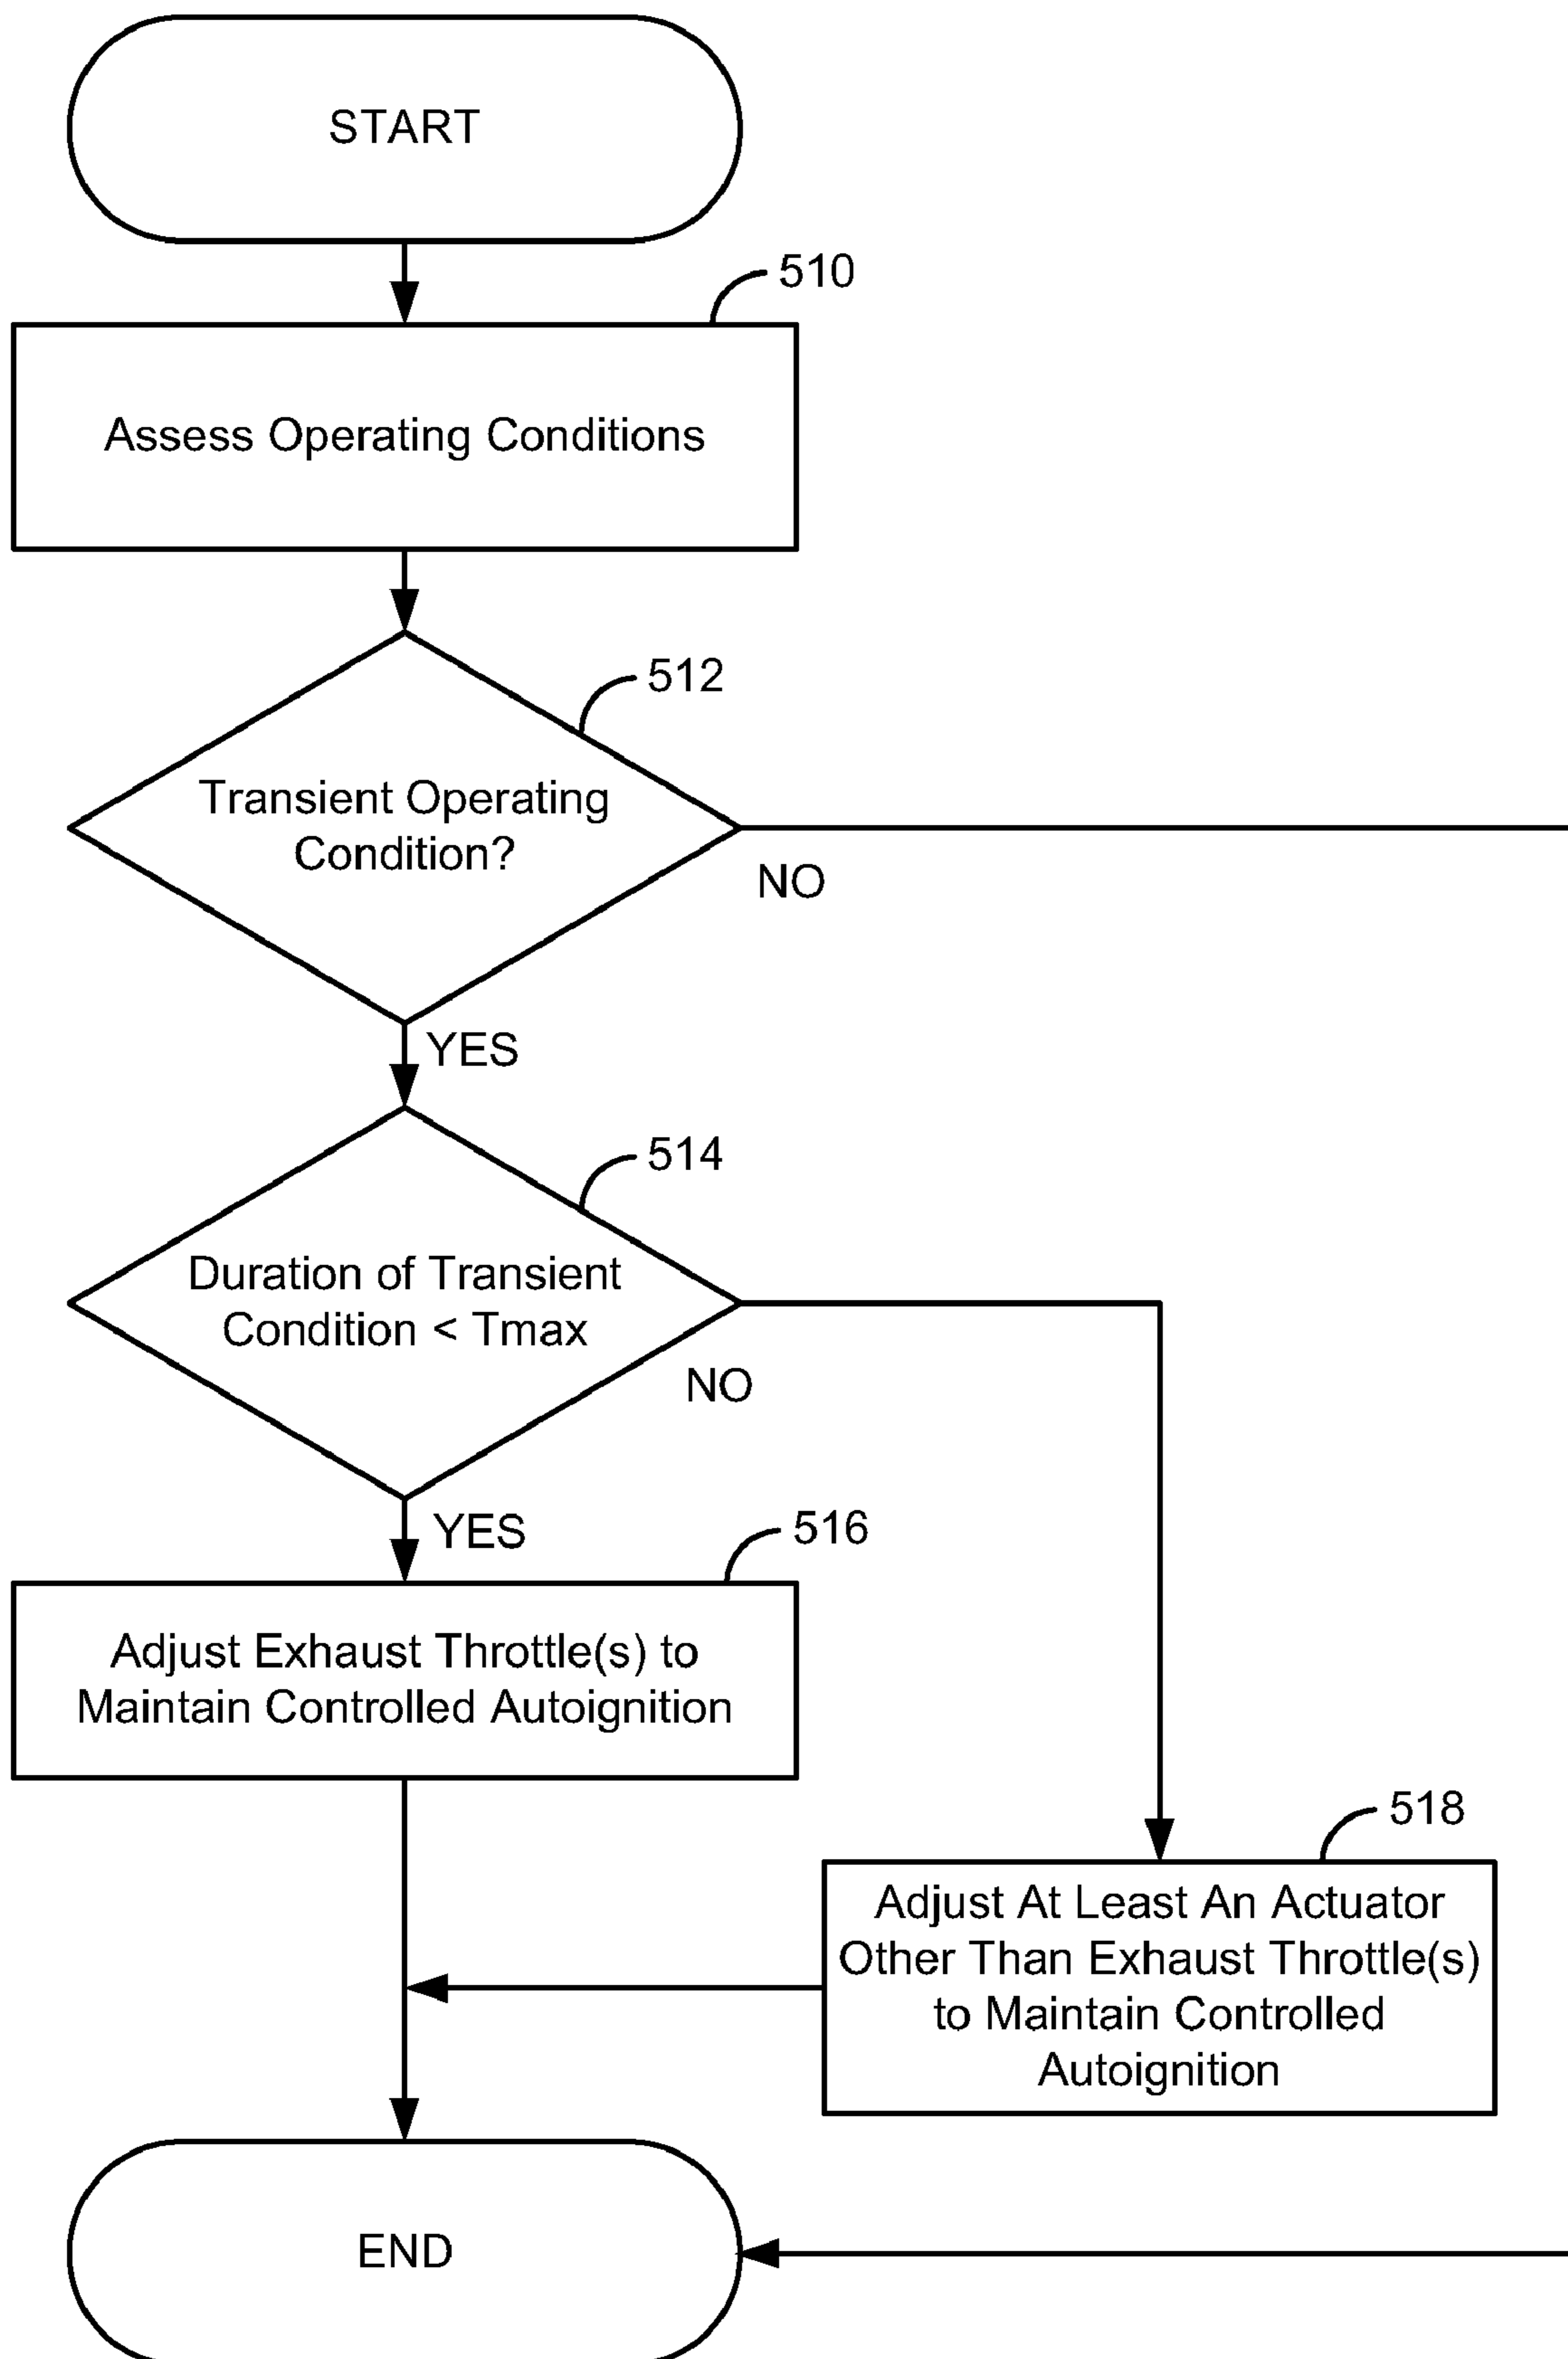 START
510
Assess Operating Conditions
512
Transient Operating
Condition?
NO
YES
514
Duration of Transient
Condition < Tmax
NO
YES
516
Adjust Exhaust Throttle(s) to
Maintain Controlled Autoignition
518
Adjust At Least An Actuator
Other Than Exhaust Throttle(s)
to Maintain Controlled
Autoignition
END